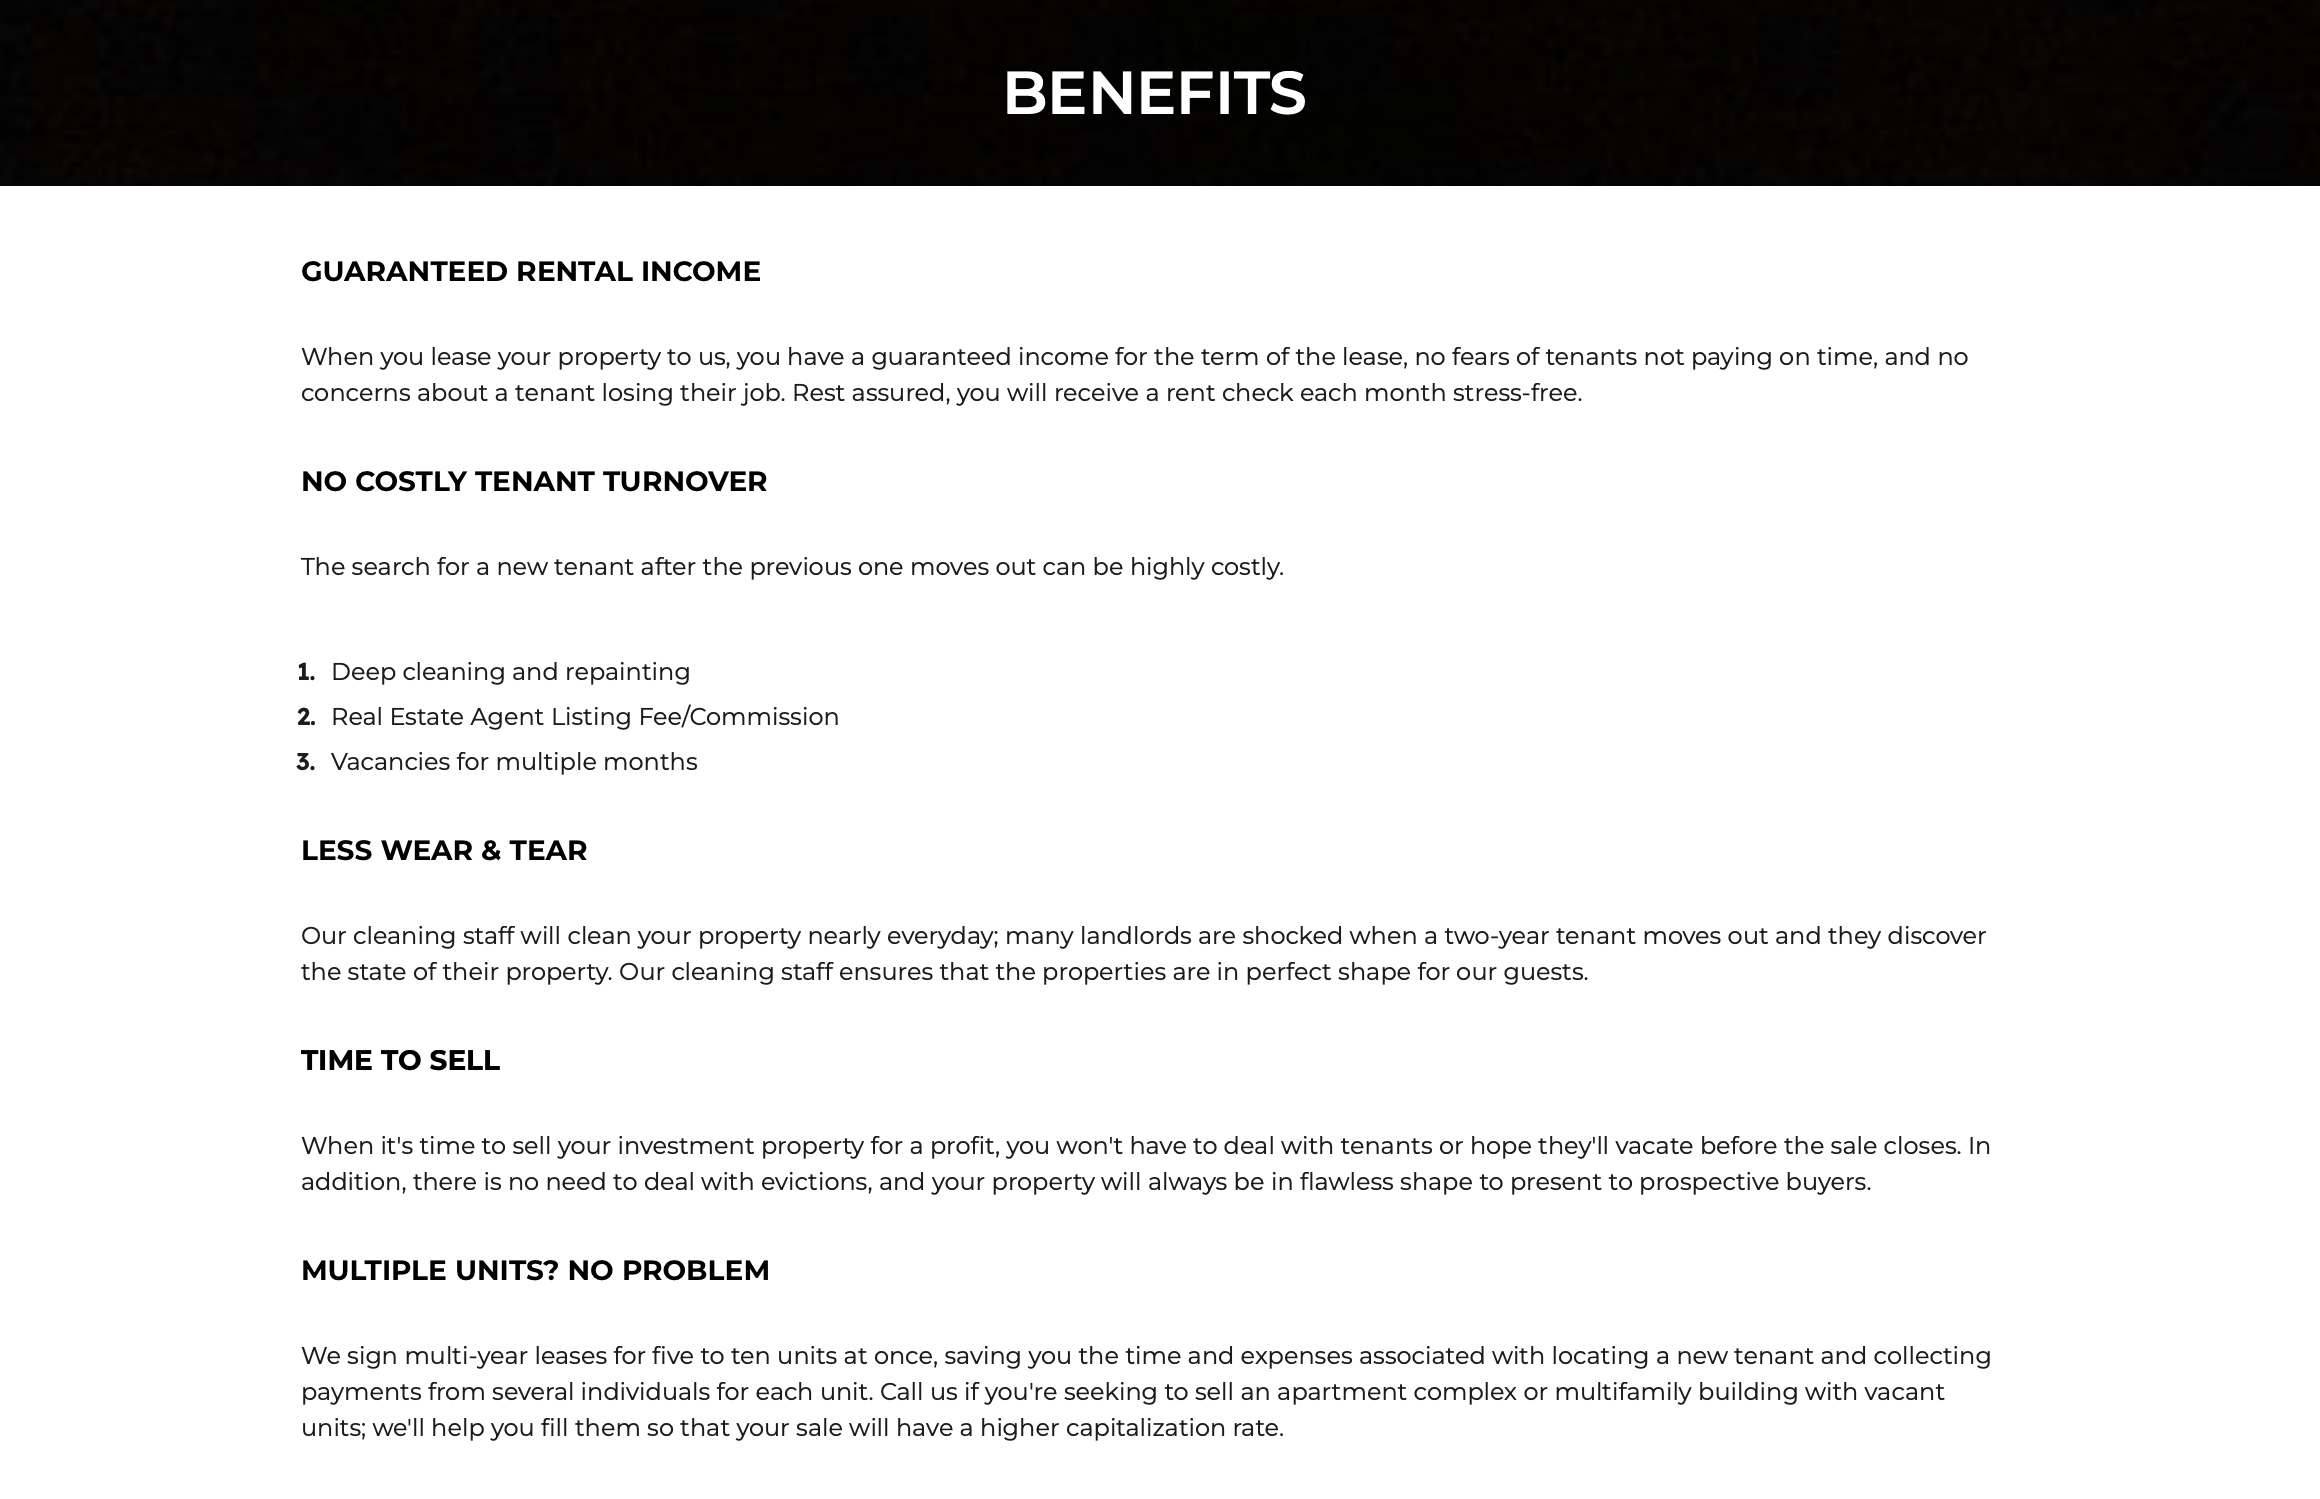 BENEFITS
GUARANTEED RENTAL INCOME
When you lease your property to us, you have a guaranteed income for the term of the lease, no fears of tenants not paying on time, and no
concerns about a tenant losing their job. Rest assured, you will receive a rent check each month stress-free.
NO COSTLY TENANT TURNOVER
The search for a new tenant after the previous one moves out can be highly costly.
1. Deep cleaning and repainting
2. Real Estate Agent Listing Fee/Commission
3. Vacancies for multiple months
LESS WEAR & TEAR
Our cleaning staff will clean your property nearly everyday; many landlords are shocked when a two-year tenant moves out and they discover
the state of their property. Our cleaning staff ensures that the properties are in perfect shape for our guests.
TIME TO SELL
When it's time to sell your investment property for a profit, you won't have to deal with tenants or hope they'll vacate before the sale closes. In
addition, there is no need to deal with evictions, and your property will always be in flawless shape to present to prospective buyers.
MULTIPLE UNITS? NO PROBLEM
We sign multi-year leases for five to ten units at once, saving you the time and expenses associated with locating a new tenant and collecting
payments from several individuals for each unit. Call us if you're seeking to sell an apartment complex or multifamily building with vacant
units; we'll help you fill them so that your sale will have a higher capitalization rate.